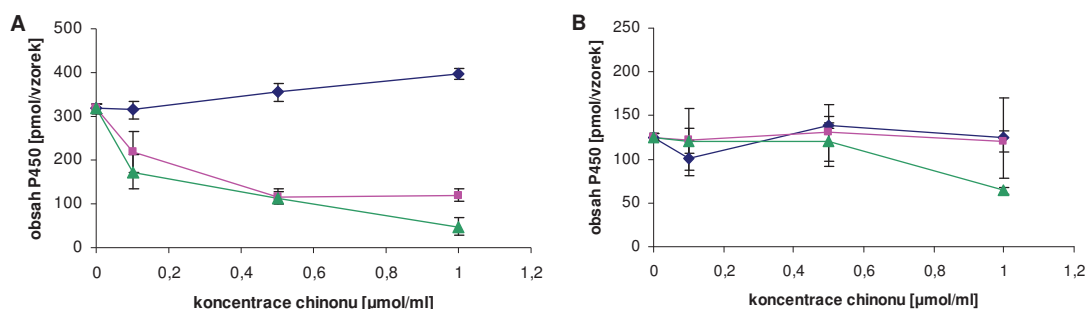 A
obsah P450 [pmol/vzorek]
500
400
300
200
100
0
0 0,2 0,4 0,6 0,8 1 1,2
koncentrace chinonu [µmol/ml]
B
obsah P450 [pmol/vzorek]
250
200
150
100
50
0
0 0,2 0,4 0,6 0,8 1 1,2
koncentrace chinonu [µmol/ml]